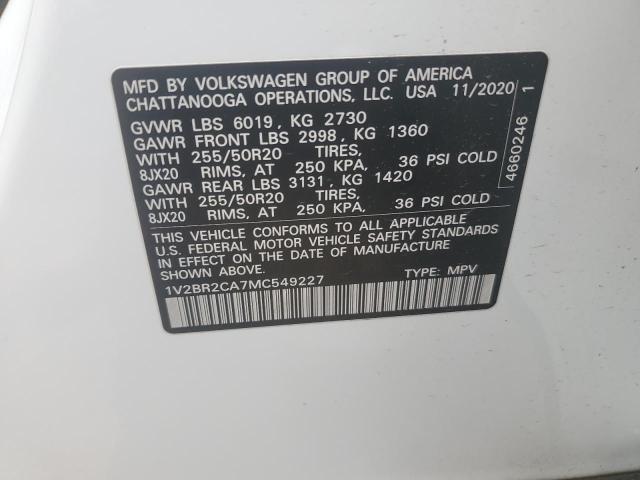 MFD BY VOLKSWAGEN GROUP OF AMERICA
CHATTANOOGA OPERATIONS, LLC. USA 11/2020
GVWR LBS 6019, KG 2730
GAWR FRONT LBS 2998, KG 1360
WITH 255/50R20 TIRES,
8JX20 RIMS, AT 250 KPA, 36 PSI COLD
GAWR REAR LBS 3131, KG 1420
WITH 255/50R20 TIRES,
8JX20 RIMS, AT 250 KPA, 36 PSI COLD
THIS VEHICLE CONFORMS TO ALL APPLICABLE
U.S. FEDERAL MOTOR VEHICLE SAFETY STANDARDS
IN EFFECT ON THE DATE OF MANUFACTURE
SHOWN ABOVE
1V2BR2CA7MC549227 TYPE: MPV
4660246 1